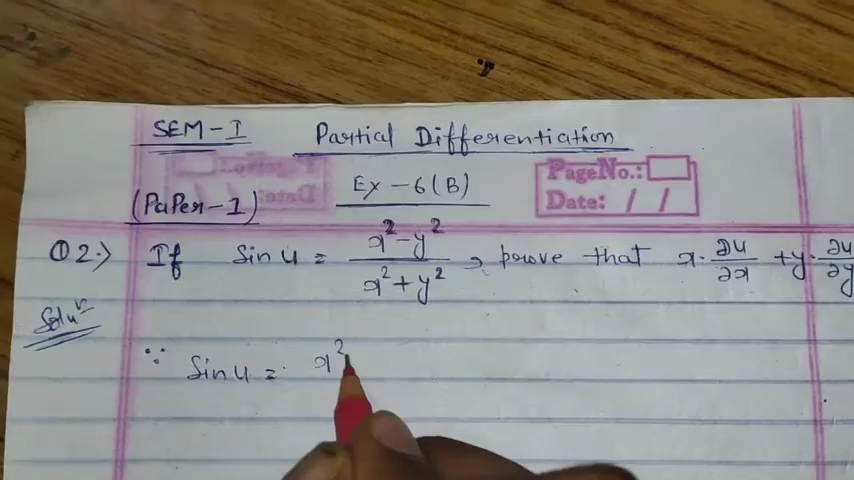 SEM-I Partial Differentiation
(PaPer-1) Ex-6(B) PageNo.:
Date: / /
Q2.) If Sin u = x²-y² / x²+y² , prove that x·∂u/∂x + y·∂u/∂y
Soluⁿ
∵ Sin u = x²